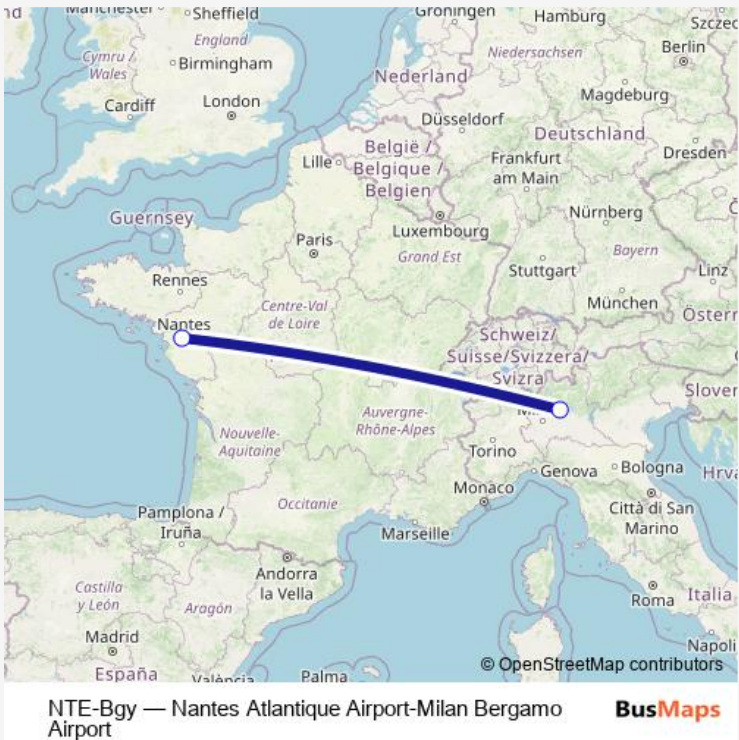 Manchester
Sheffield
Groningen
Hamburg
England
Niedersachsen
Berlin
Cymru /
Wales
Birmingham
Nederland
Magdeburg
Cardiff
London
Düsseldorf
Deutschland
België /
Belgique /
Belgien
Lille
Frankfurt
am Main
Dresden
Guernsey
Luxembourg
Nürnberg
Paris
Grand Est
Stuttgart
Bayern
Linz
Rennes
Centre-Val
de Loire
München
Nantes
Schweiz/
Suisse/Svizzera/
Svizra
Auvergne-
Rhône-Alpes
Nouvelle-
Aquitaine
Torino
Genova
Bologna
Monaco
Occitanie
Pamplona /
Iruña
Marseille
Città di San
Marino
Andorra
la Vella
Castilla
y León
Aragón
Roma
Italia
Madrid
Napoli
España
València
Palma
© OpenStreetMap contributors
NTE-Bgy — Nantes Atlantique Airport-Milan Bergamo
Airport
BusMaps